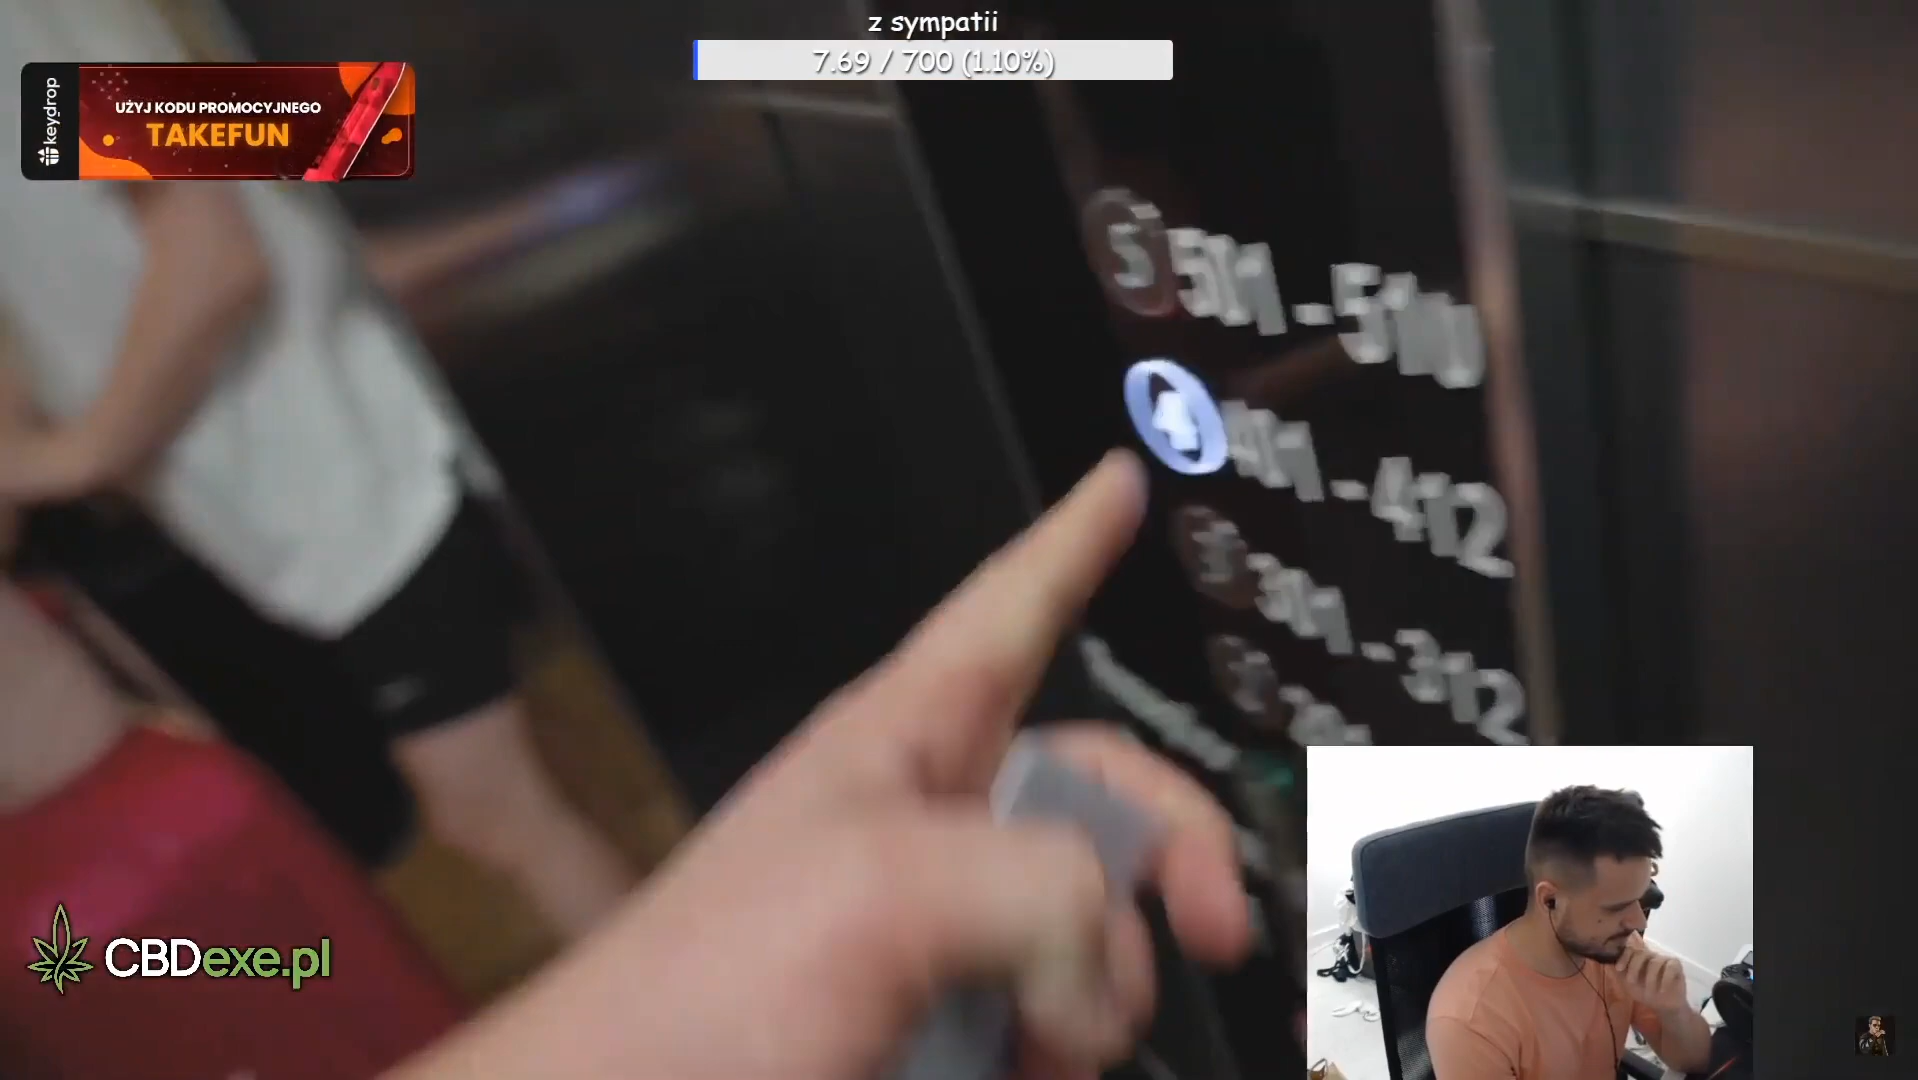 z sympatii
7.69 / 700 (1.10%)
keydrop
UŻYJ KODU PROMOCYJNEGO
TAKEFUN
5 501-510
4 401-412
3 301-312
CBDexe.pl